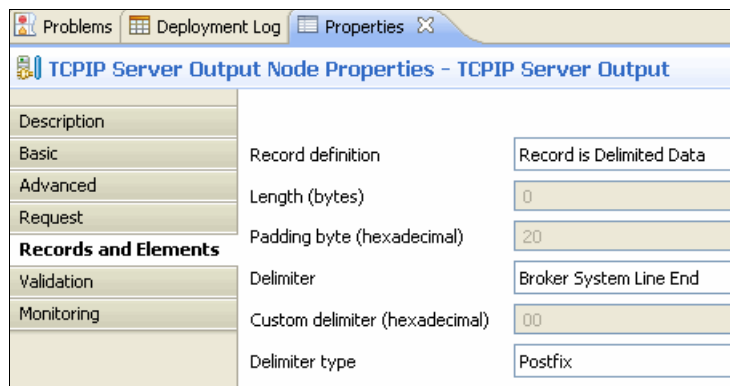 Problems Deployment Log Properties
TCPIP Server Output Node Properties - TCPIP Server Output
Description
Basic
Advanced
Request
Records and Elements
Validation
Monitoring
Record definition Record is Delimited Data
Length (bytes) 0
Padding byte (hexadecimal) 20
Delimiter Broker System Line End
Custom delimiter (hexadecimal) 00
Delimiter type Postfix